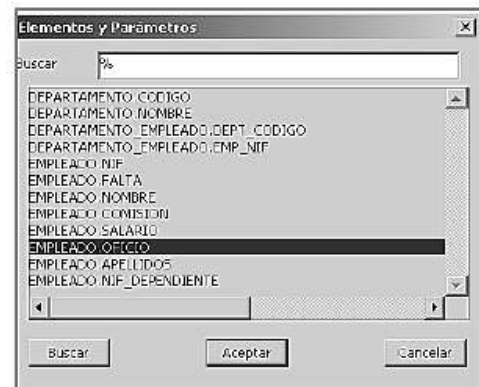 Elementos y Parámetros
Buscar %
DEPARTAMENTO.CODIGO
DEPARTAMENTO.NOMBRE
DEPARTAMENTO_EMPLEADO.DEPT_CODIGO
DEPARTAMENTO_EMPLEADO.EMP_NIF
EMPLEADO.NIF
EMPLEADO.FALTA
EMPLEADO.NOMBRE
EMPLEADO.COMISION
EMPLEADO.SALARIO
EMPLEADO.OFICIO
EMPLEADO.APELLIDOS
EMPLEADO.NIF_DEPENDIENTE
Buscar Aceptar Cancelar